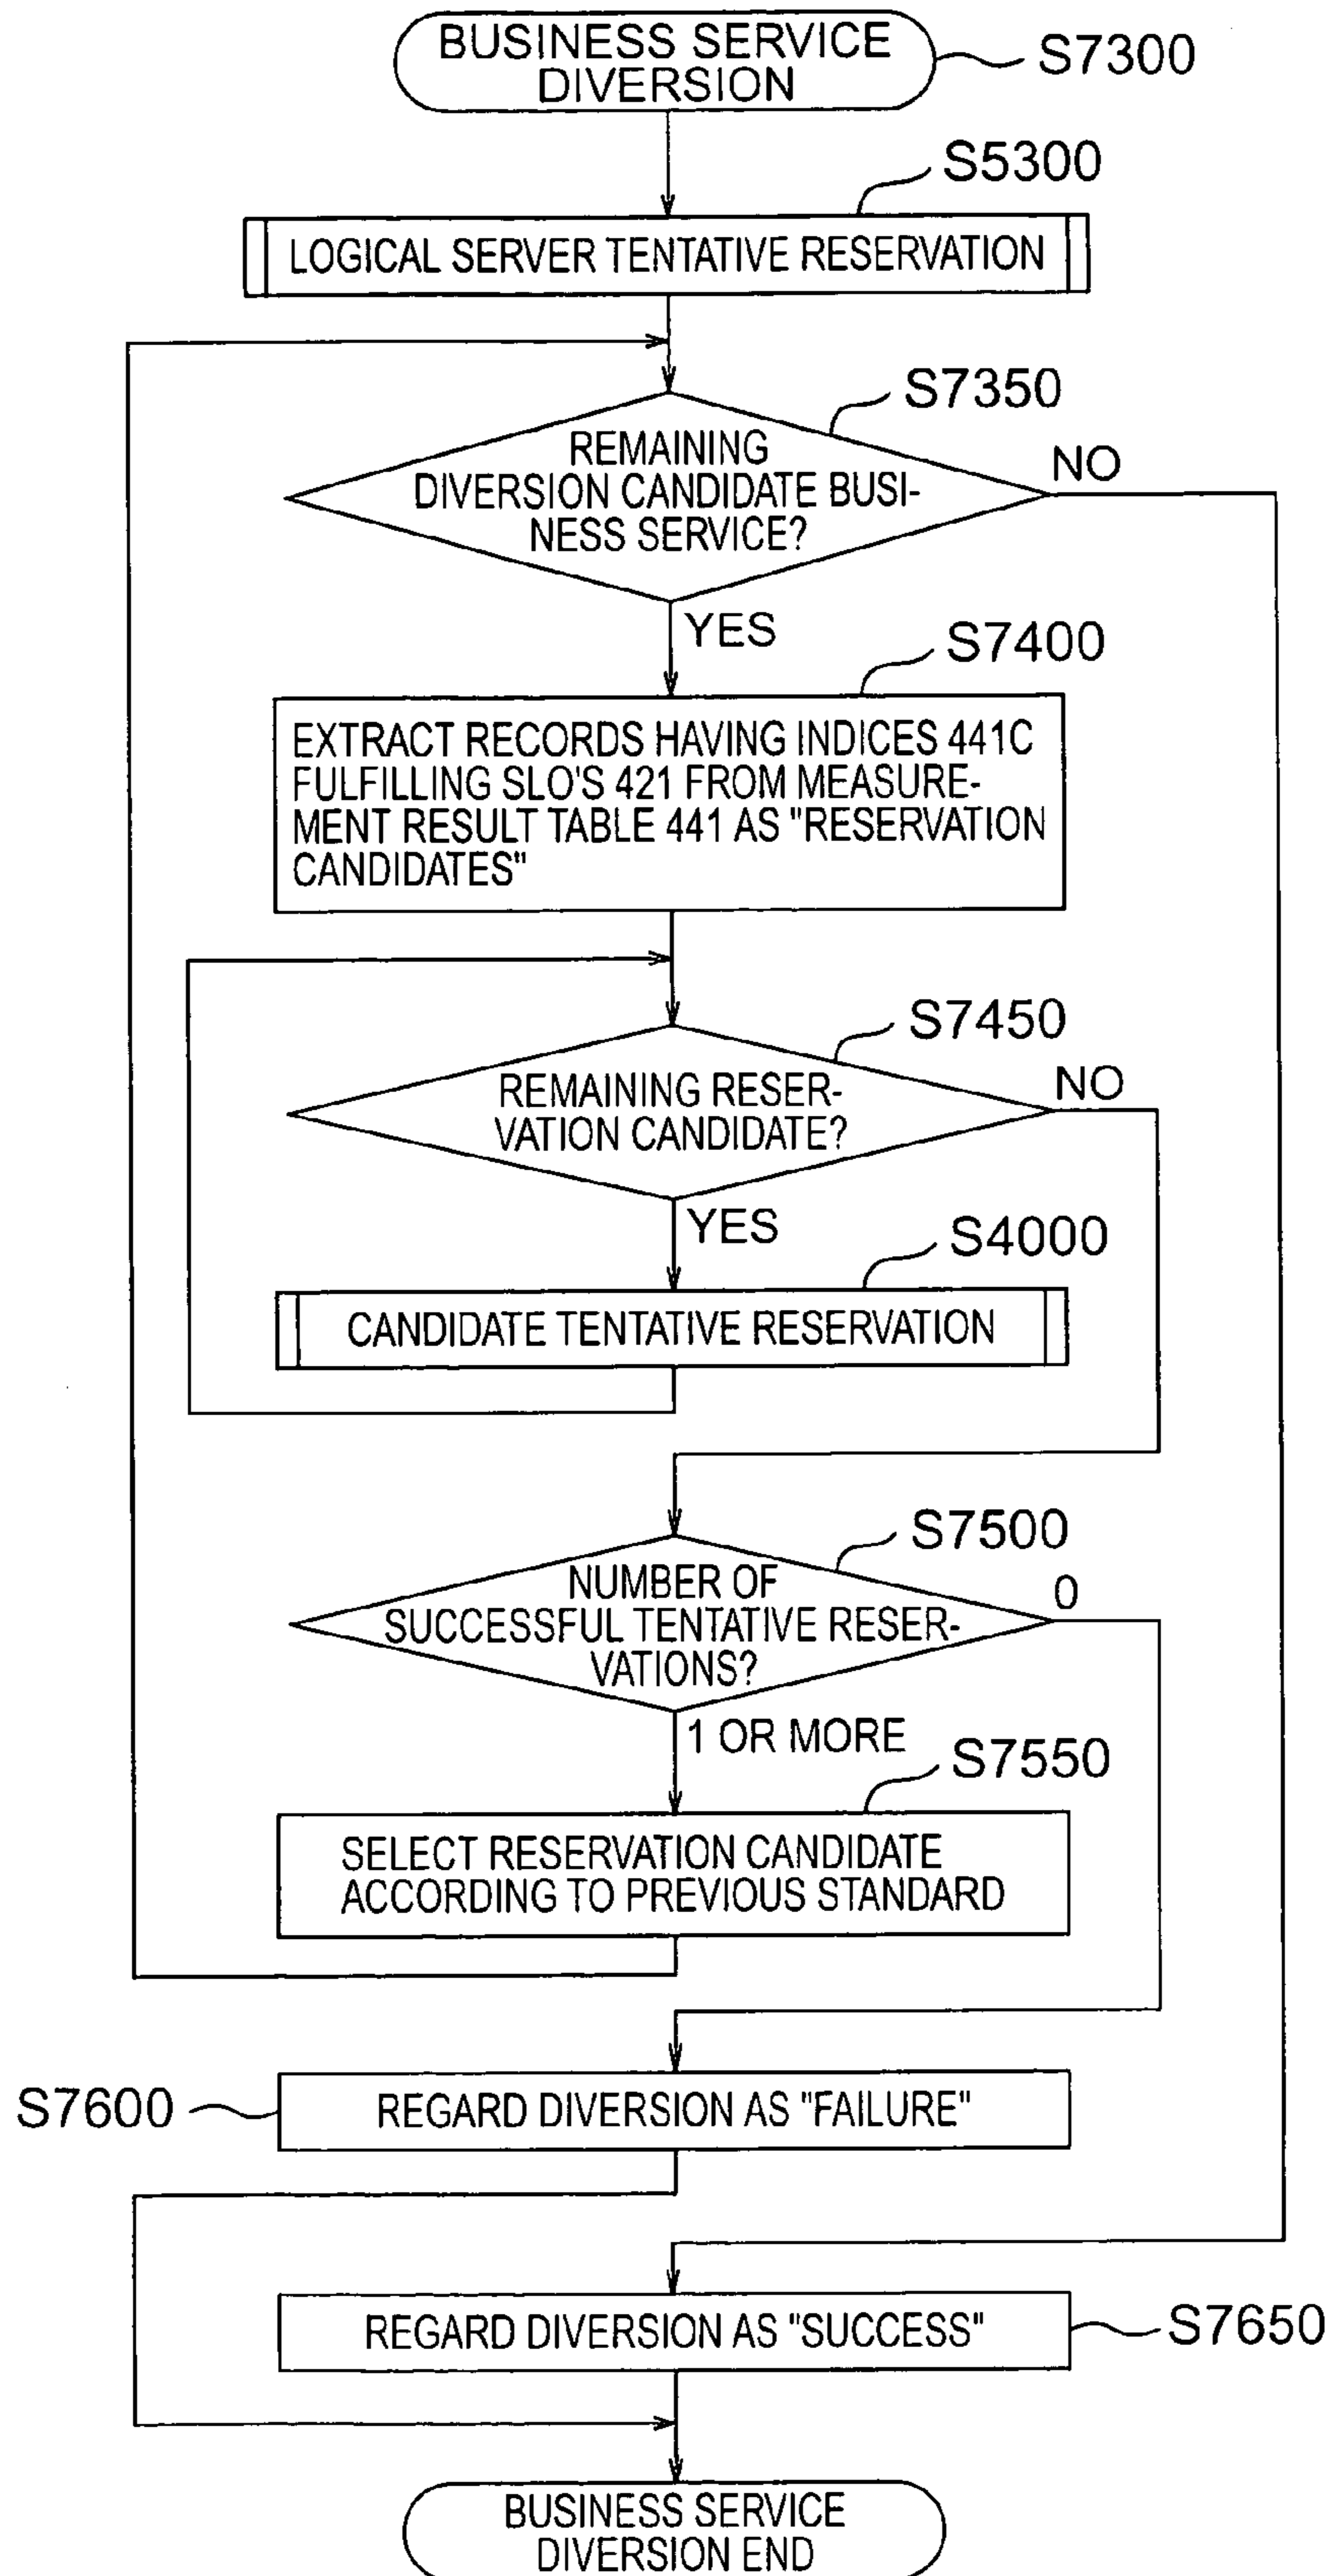 BUSINESS SERVICE
DIVERSION
S7300
S5300
LOGICAL SERVER TENTATIVE RESERVATION
S7350
REMAINING
DIVERSION CANDIDATE BUSI-
NESS SERVICE?
NO
YES
S7400
EXTRACT RECORDS HAVING INDICES 441C
FULFILLING SLO'S 421 FROM MEASURE-
MENT RESULT TABLE 441 AS "RESERVATION
CANDIDATES"
S7450
REMAINING RESER-
VATION CANDIDATE?
NO
YES
S4000
CANDIDATE TENTATIVE RESERVATION
S7500
NUMBER OF
SUCCESSFUL TENTATIVE RESER-
VATIONS?
0
1 OR MORE
S7550
SELECT RESERVATION CANDIDATE
ACCORDING TO PREVIOUS STANDARD
S7600
REGARD DIVERSION AS "FAILURE"
REGARD DIVERSION AS "SUCCESS"
S7650
BUSINESS SERVICE
DIVERSION END